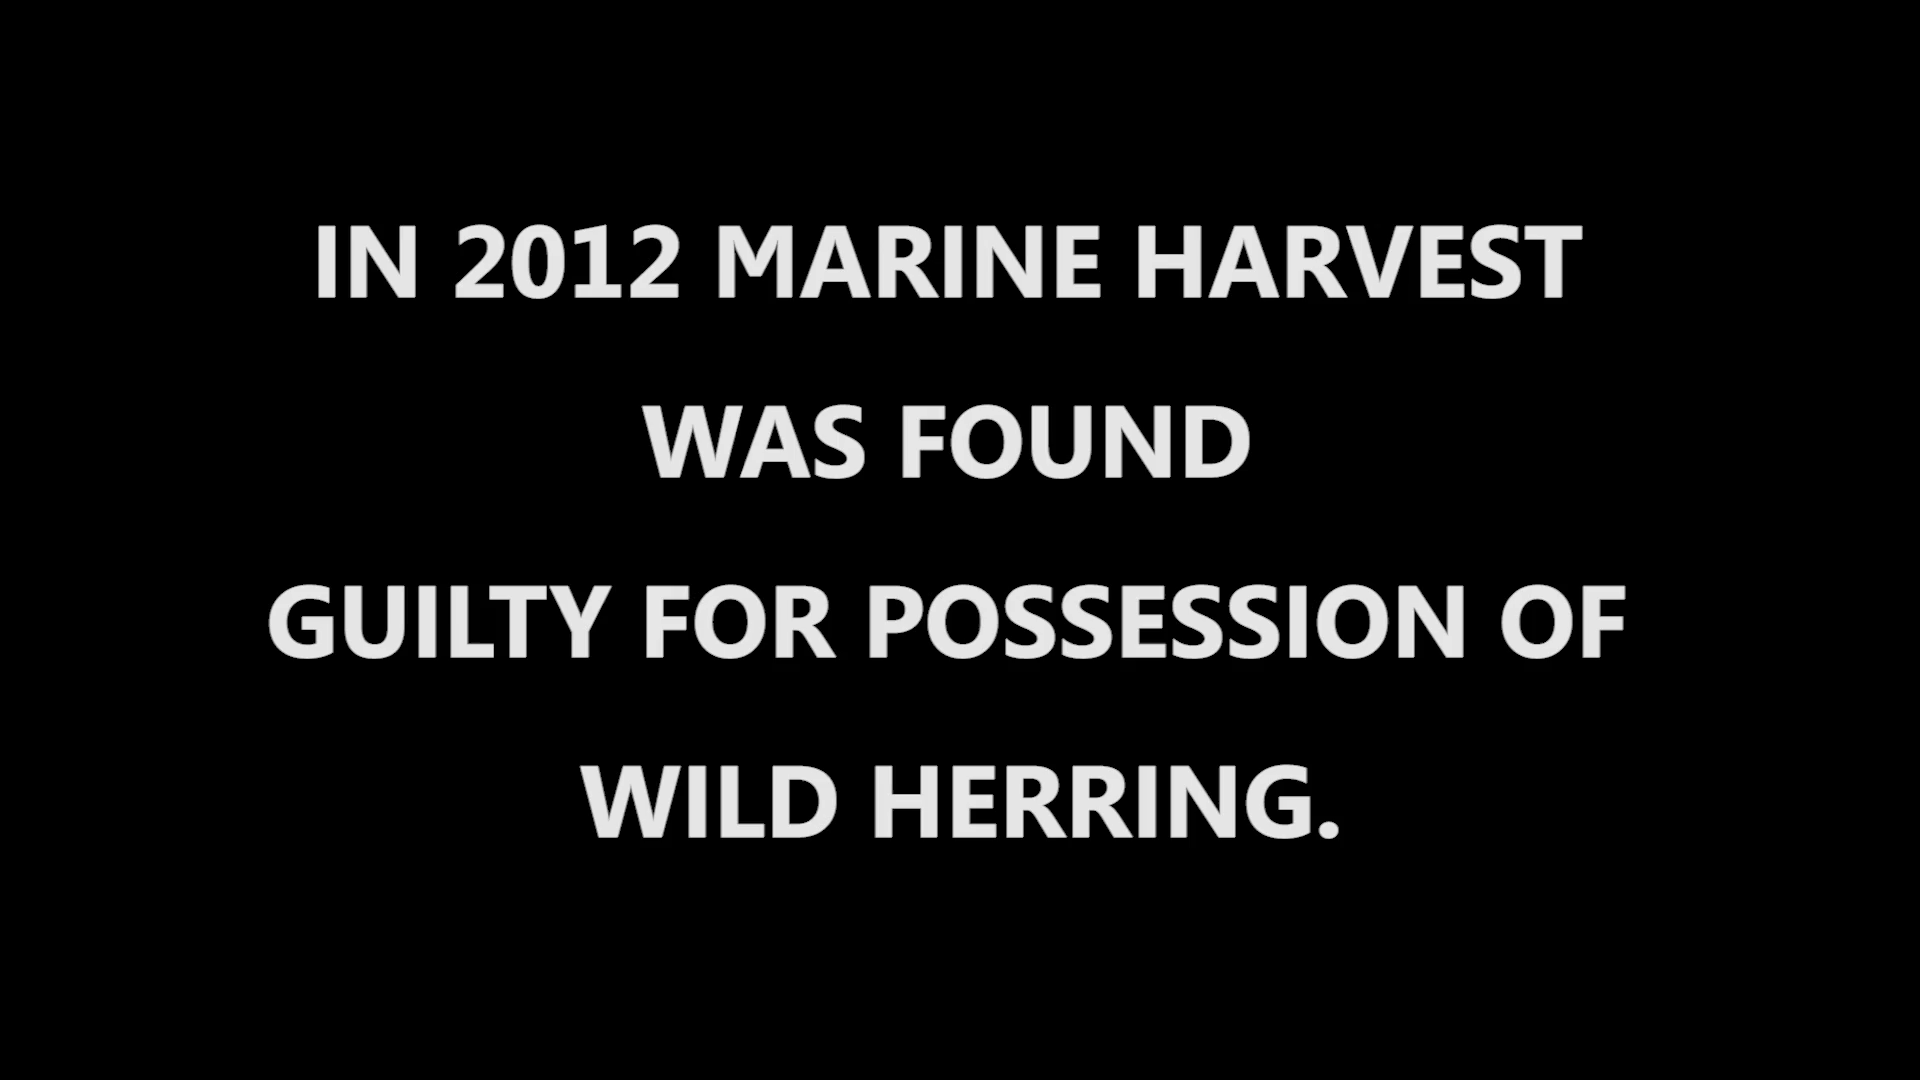 IN 2012 MARINE HARVEST
WAS FOUND
GUILTY FOR POSSESSION OF
WILD HERRING.